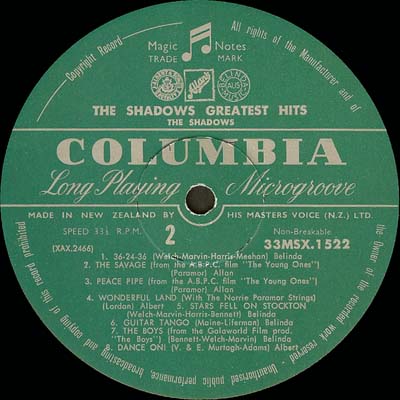 Copyright Record
All rights of the Manufacturer and of
the Owner of the recorded work reserved
Unauthorised public performance, broadcasting and copying of this record prohibited
Magic Notes
TRADE MARK
THE SHADOWS GREATEST HITS
THE SHADOWS
COLUMBIA
Long Playing Microgroove
MADE IN NEW ZEALAND BY HIS MASTERS VOICE (N.Z.) LTD.
SPEED 33⅓ R.P.M. 2 Non-Breakable
(XAX.2466) 33MSX.1522
1. 36-24-36 (Welch-Marvin-Harris-Meehan) Belinda
2. THE SAVAGE (from the A.B.P.C. film "The Young Ones")
(Paramor) Allan
3. PEACE PIPE (from the A.B.P.C. film "The Young Ones")
(Paramor) Allan
4. WONDERFUL LAND (With The Norrie Paramor Strings)
(Lordan) Albert 5. STARS FELL ON STOCKTON
(Welch-Marvin-Harris-Bennett) Belinda
6. GUITAR TANGO (Maine-Liferman) Belinda
7. THE BOYS (from the Galaworld Film prod.
"The Boys") (Bennett-Welch-Marvin) Belinda
8. DANCE ON! (V. & E. Murtagh-Adams) Albert